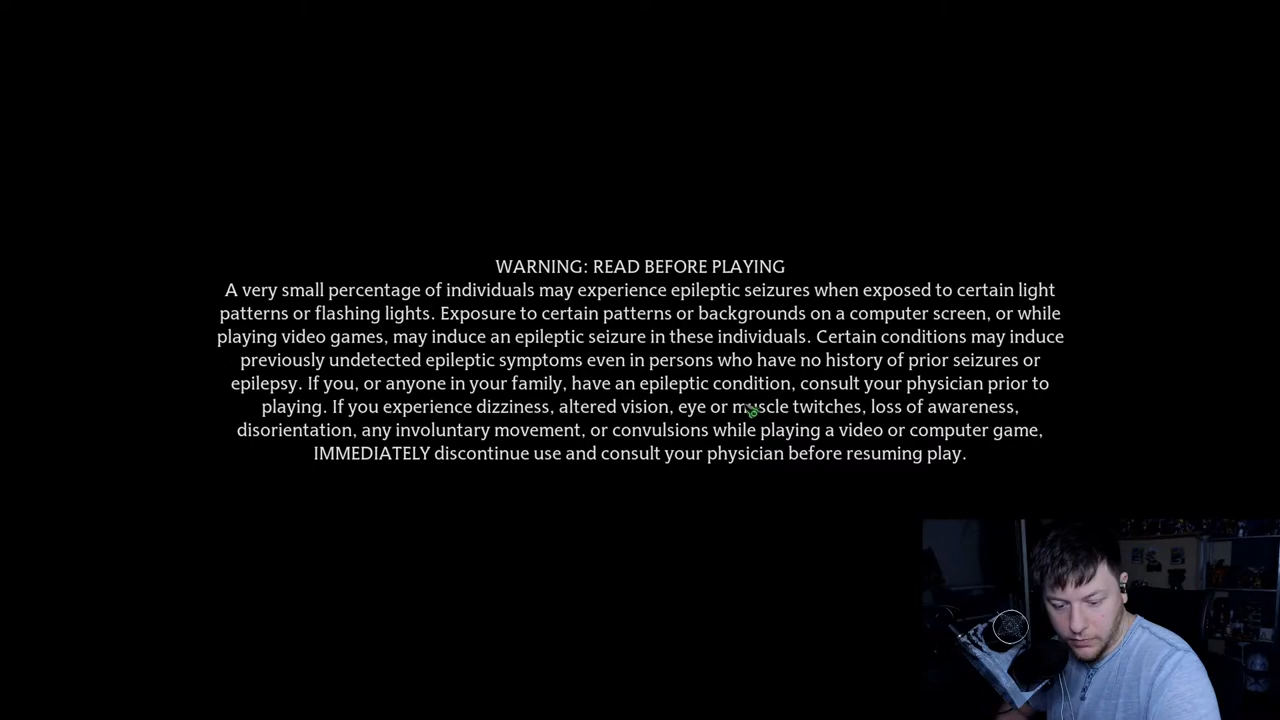 WARNING: READ BEFORE PLAYING
A very small percentage of individuals may experience epileptic seizures when exposed to certain light
patterns or flashing lights. Exposure to certain patterns or backgrounds on a computer screen, or while
playing video games, may induce an epileptic seizure in these individuals. Certain conditions may induce
previously undetected epileptic symptoms even in persons who have no history of prior seizures or
epilepsy. If you, or anyone in your family, have an epileptic condition, consult your physician prior to
playing. If you experience dizziness, altered vision, eye or muscle twitches, loss of awareness,
disorientation, any involuntary movement, or convulsions while playing a video or computer game,
IMMEDIATELY discontinue use and consult your physician before resuming play.